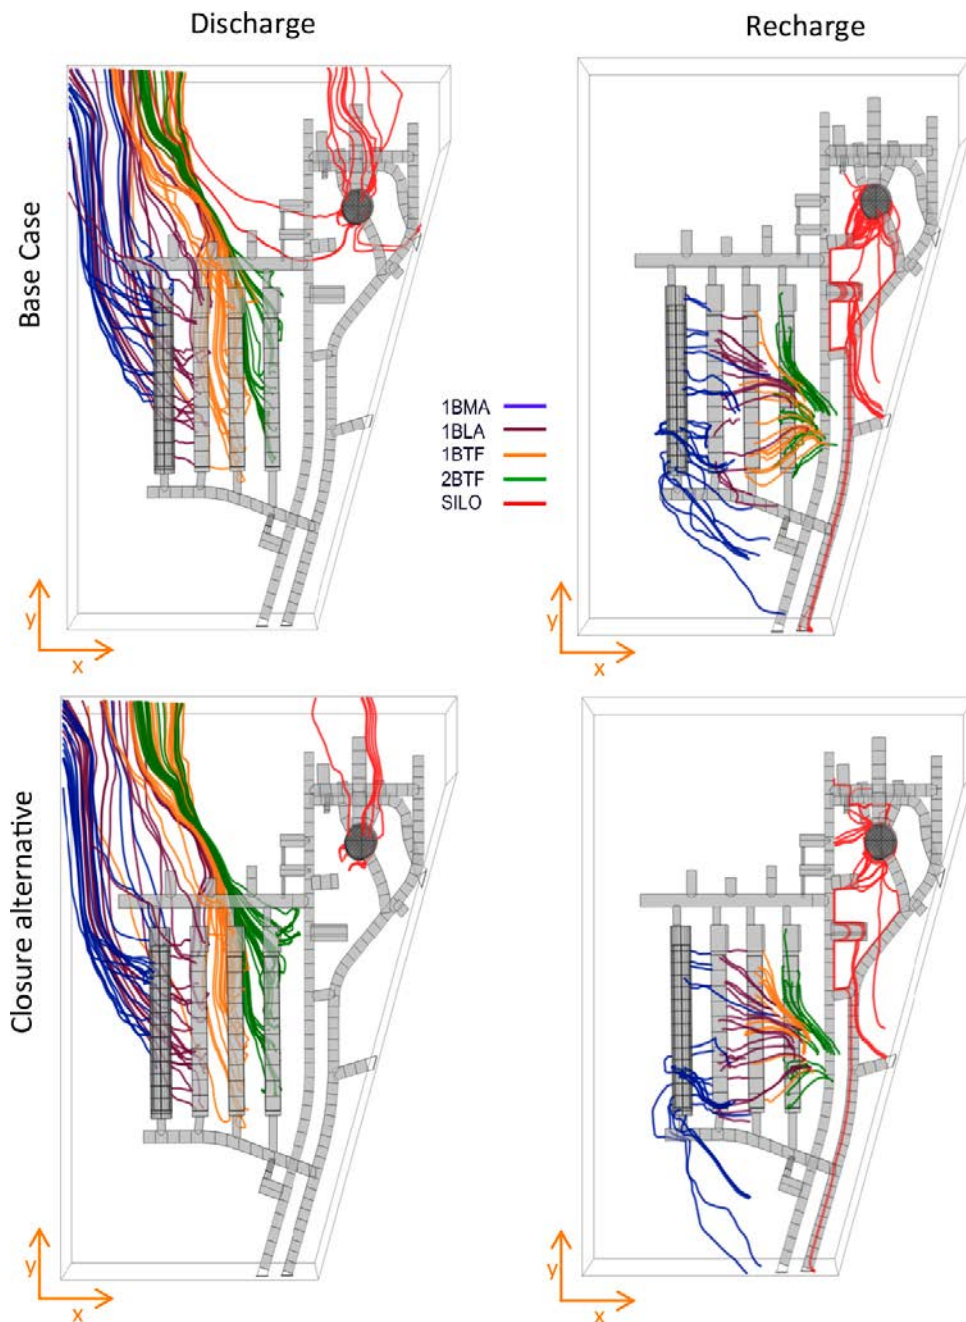 Discharge
Recharge
Base Case
1BMA
1BLA
1BTF
2BTF
SILO
y
x
y
x
Closure alternative
y
x
y
x